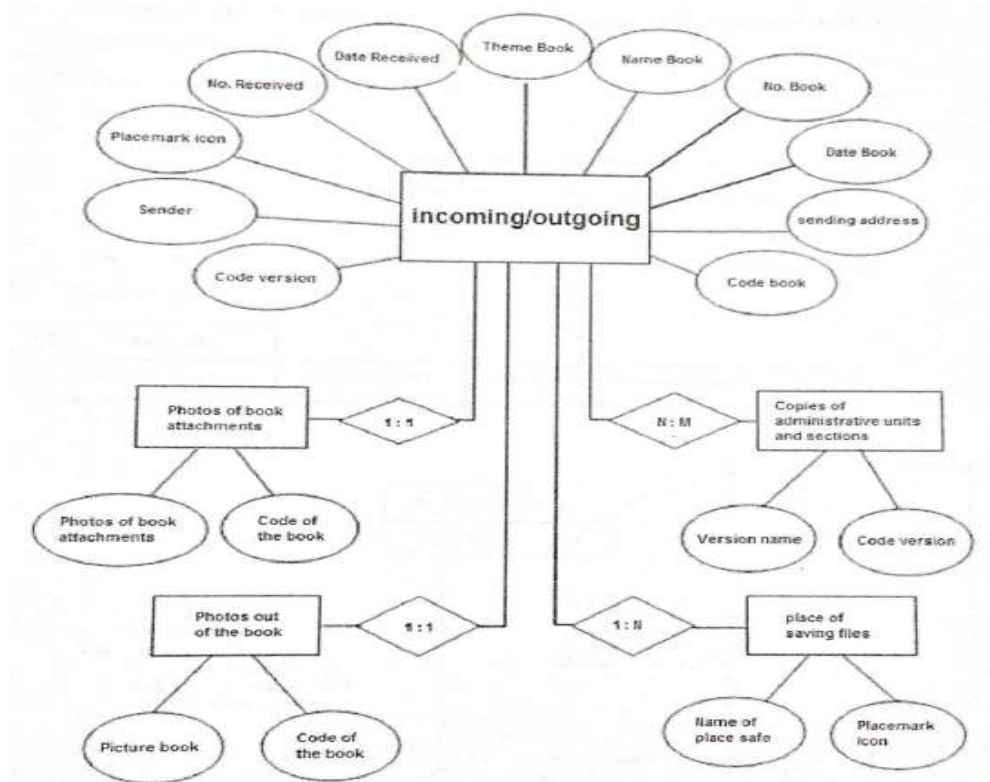 Theme Book
Date Received
Name Book
No. Received
No. Book
Placemark icon
Date Book
Sender
incoming/outgoing
sending address
Code version
Code book
Photos of book
attachments
1:1
N:M
Copies of
administrative units
and sections
Photos of book
attachments
Code of
the book
Version name
Code version
Photos out
of the book
1:1
1:N
place of
saving files
Picture book
Code of
the book
Name of
place safe
Placemark
icon